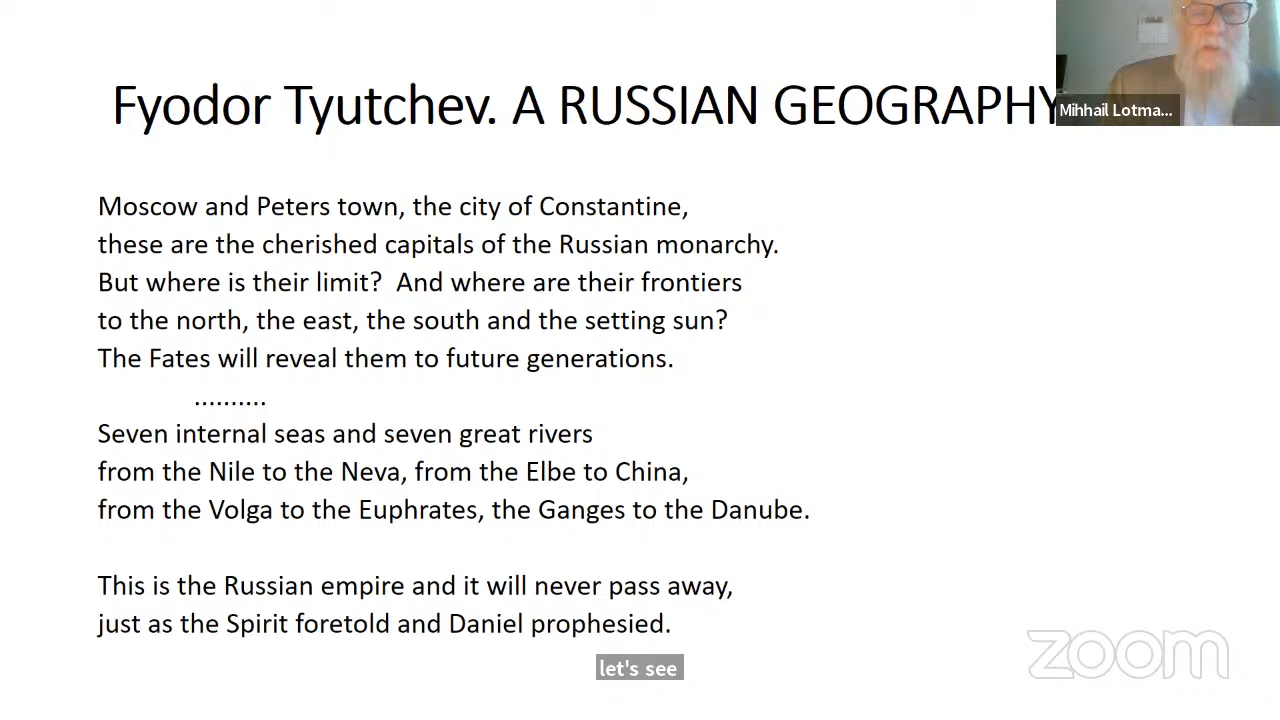 Fyodor Tyutchev. A RUSSIAN GEOGRAPHY
Mihhail Lotma...
Moscow and Peters town, the city of Constantine,
these are the cherished capitals of the Russian monarchy.
But where is their limit?  And where are their frontiers
to the north, the east, the south and the setting sun?
The Fates will reveal them to future generations.
..........
Seven internal seas and seven great rivers
from the Nile to the Neva, from the Elbe to China,
from the Volga to the Euphrates, the Ganges to the Danube.
This is the Russian empire and it will never pass away,
just as the Spirit foretold and Daniel prophesied.
zoom
let's see